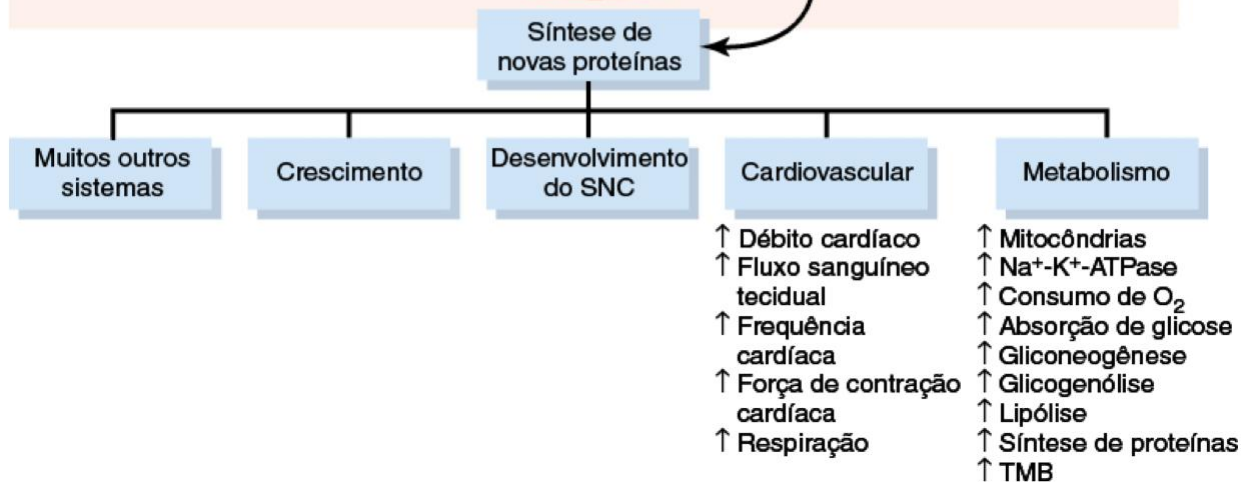 Síntese de
novas proteínas
Muitos outros
sistemas
Crescimento
Desenvolvimento
do SNC
Cardiovascular
↑ Débito cardíaco
↑ Fluxo sanguíneo
tecidual
↑ Frequência
cardíaca
↑ Força de contração
cardíaca
↑ Respiração
Metabolismo
↑ Mitocôndrias
↑ Na⁺-K⁺-ATPase
↑ Consumo de O₂
↑ Absorção de glicose
↑ Gliconeogênese
↑ Glicogenólise
↑ Lipólise
↑ Síntese de proteínas
↑ TMB